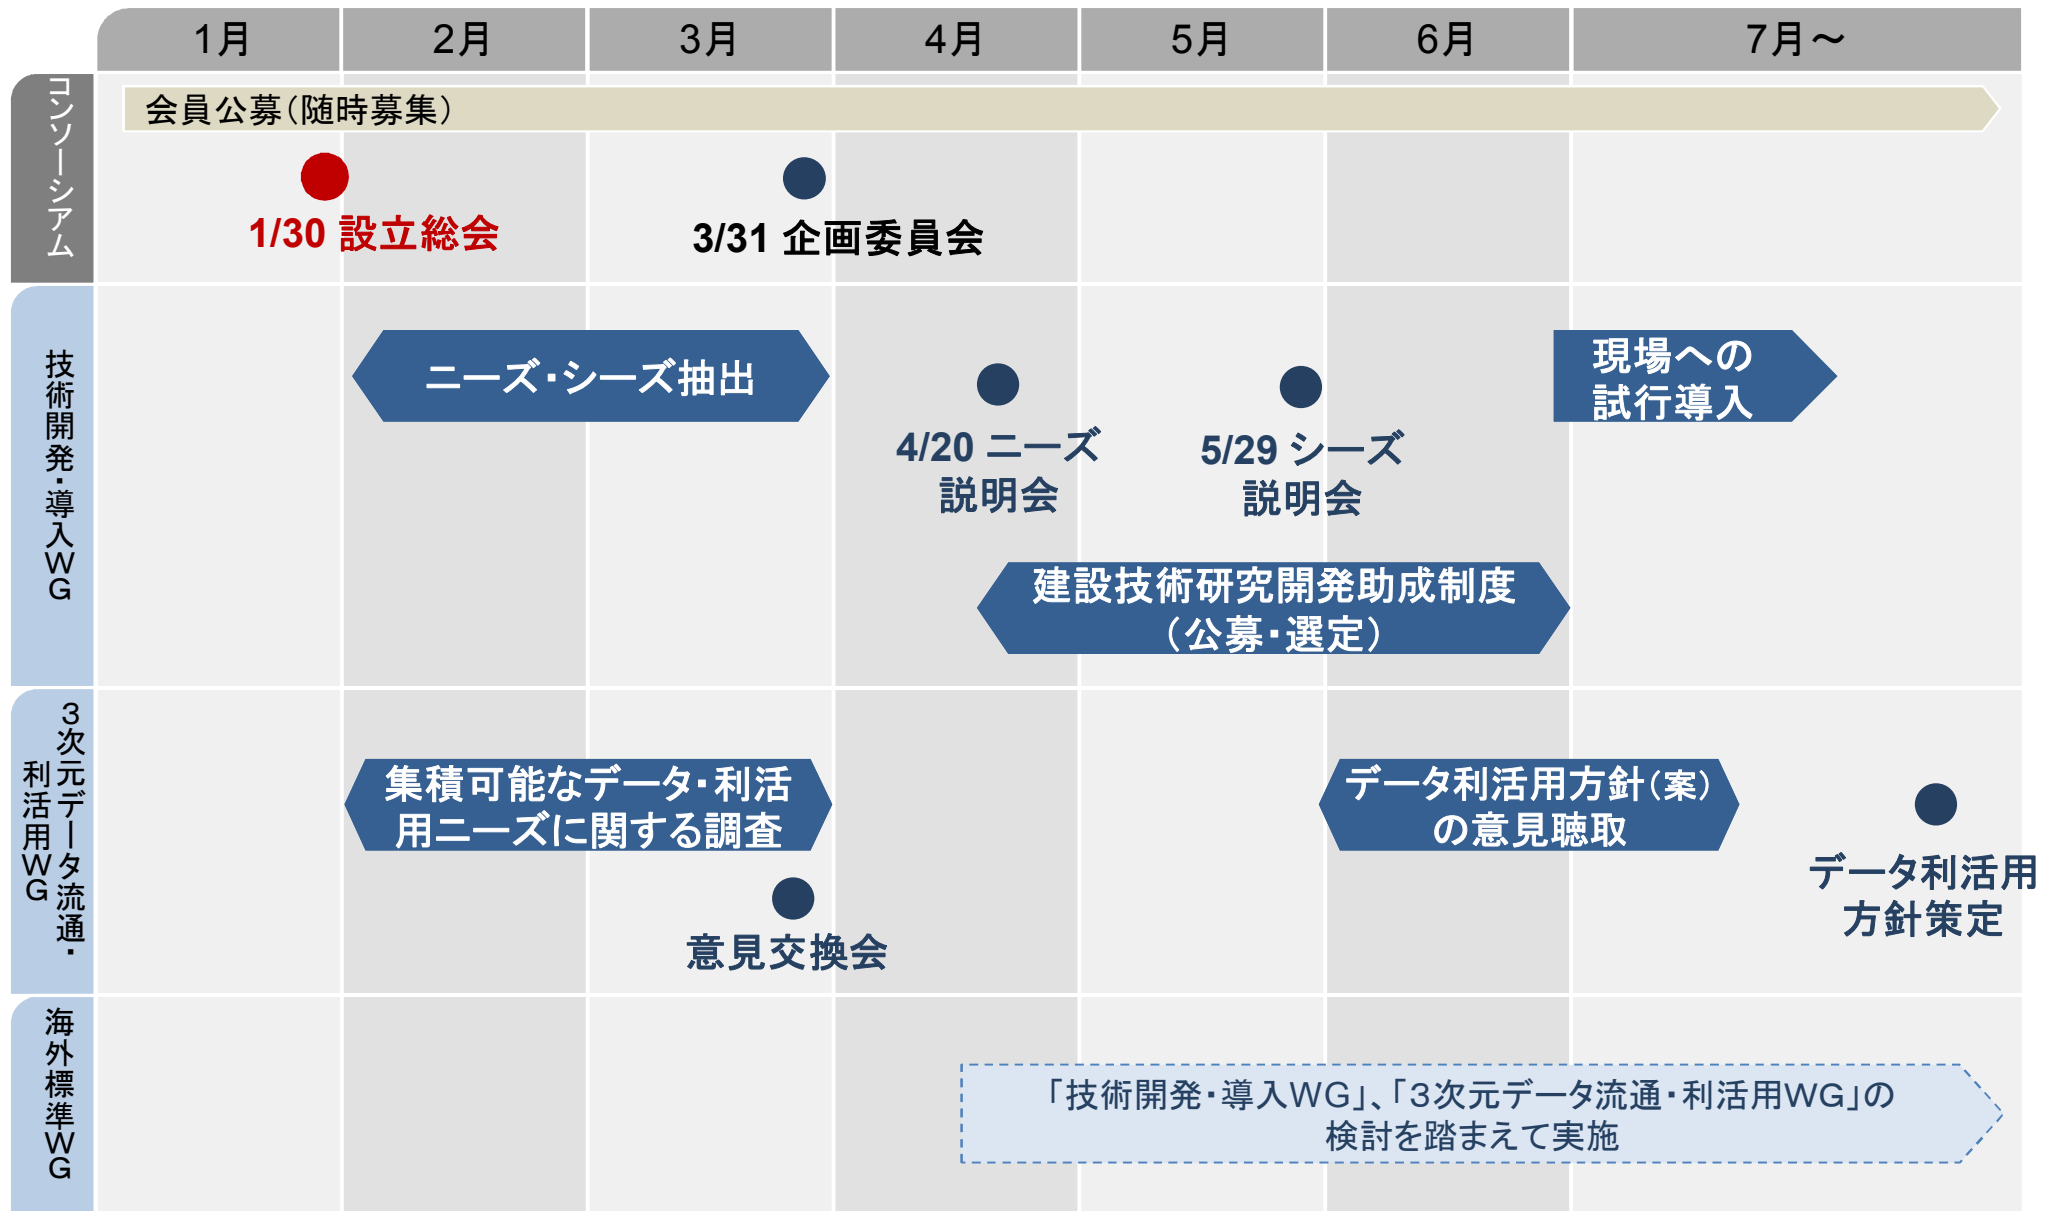 1月
2月
3月
4月
5月
6月
7月～
コンソーシアム
会員公募（随時募集）
1/30 設立総会
3/31 企画委員会
技術開発・導入ＷＧ
ニーズ・シーズ抽出
4/20 ニーズ
説明会
5/29 シーズ
説明会
現場への
試行導入
建設技術研究開発助成制度
（公募・選定）
３次元データ流通・
利活用ＷＧ
集積可能なデータ・利活
用ニーズに関する調査
意見交換会
データ利活用方針（案）
の意見聴取
データ利活用
方針策定
海外標準ＷＧ
「技術開発・導入ＷＧ」、「３次元データ流通・利活用ＷＧ」の
検討を踏まえて実施